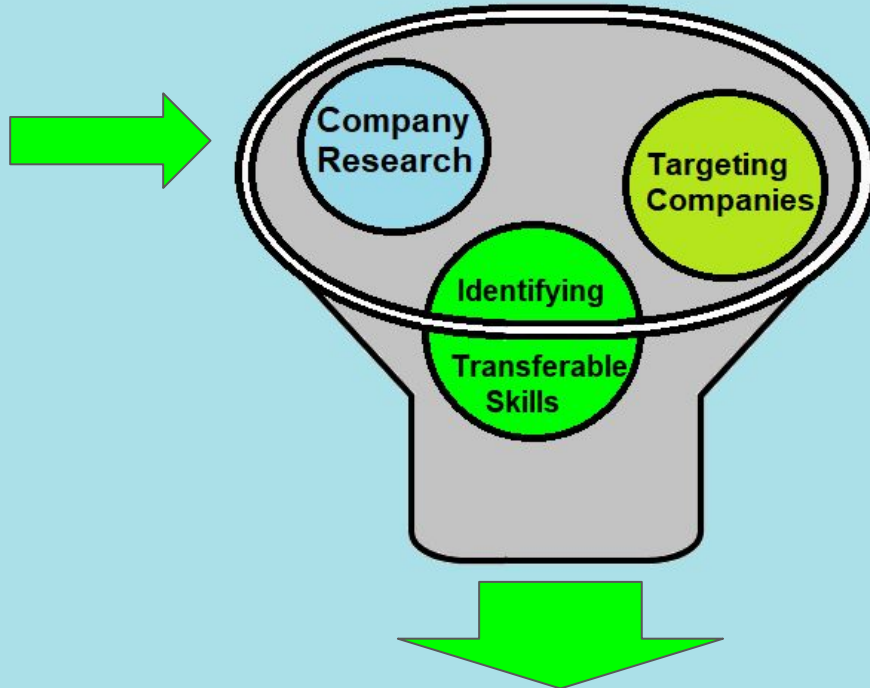 Company
Research
Targeting
Companies
Identifying
Transferable
Skills